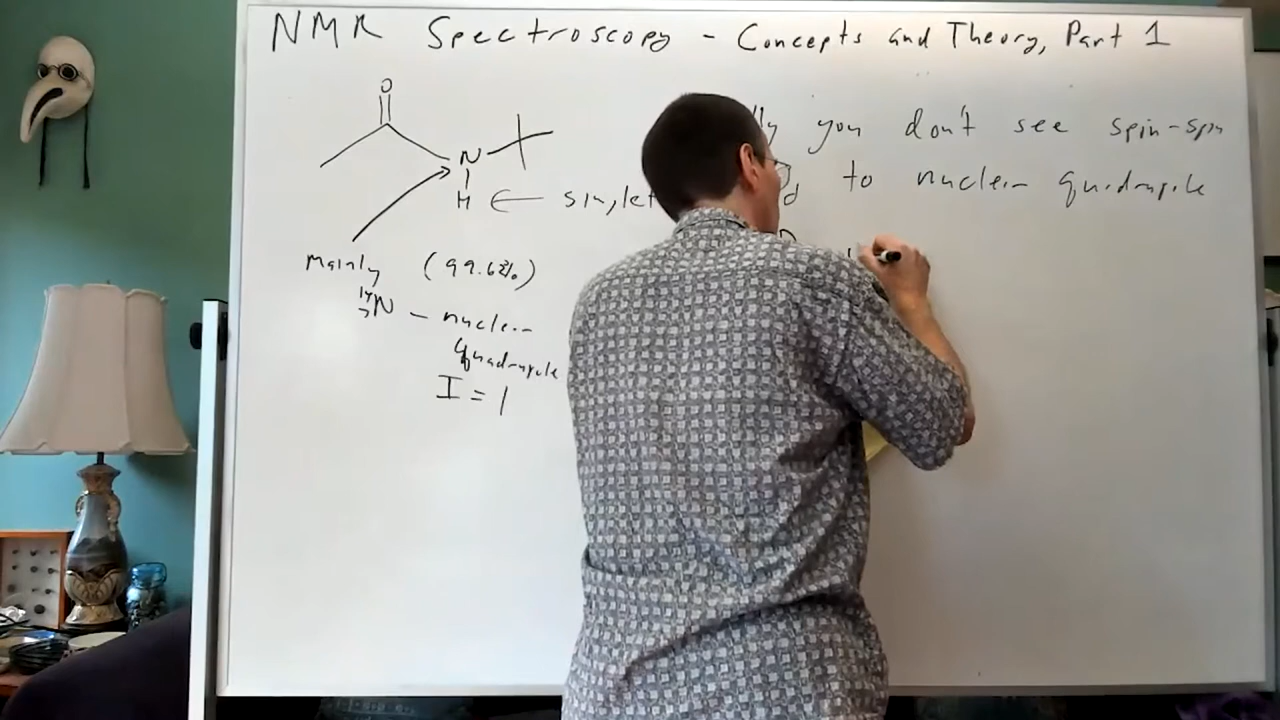 NMR Spectroscopy - Concepts and Theory, Part 1
O
N
H ← singlet
Mainly (99.6%)
14 7 N - nuclear quadrupole
I = 1
you don't see spin-spin
to nuclear quadrupole